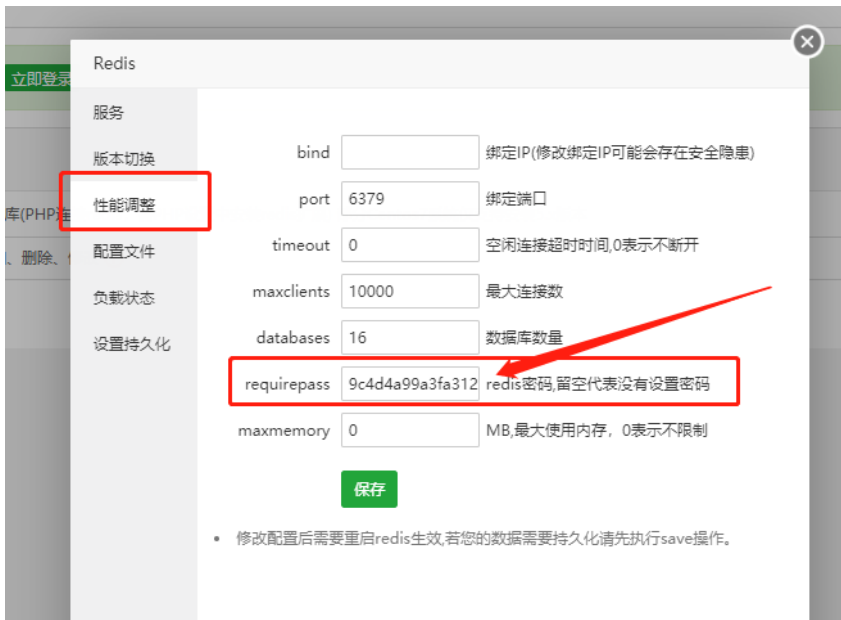 Redis
立即登录
服务
版本切换
性能调整
配置文件
负载状态
设置持久化
库(PHP连
、删除、
bind 绑定IP(修改绑定IP可能会存在安全隐患)
port 6379 绑定端口
timeout 0 空闲连接超时时间,0表示不断开
maxclients 10000 最大连接数
databases 16 数据库数量
requirepass 9c4d4a99a3fa312 redis密码,留空代表没有设置密码
maxmemory 0 MB,最大使用内存，0表示不限制
保存
修改配置后需要重启redis生效,若您的数据需要持久化请先执行save操作。